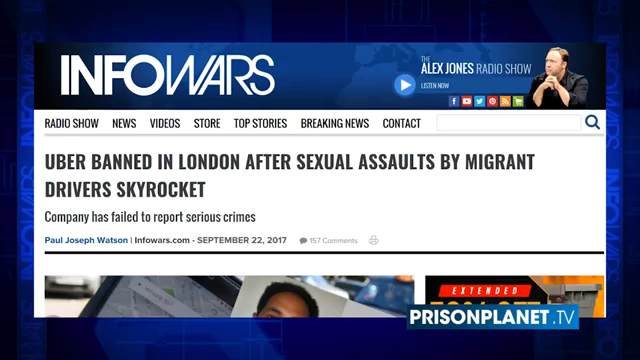 INFOWARS
THE
ALEX JONES RADIO SHOW
LISTEN NOW
RADIO SHOW NEWS VIDEOS STORE TOP STORIES BREAKING NEWS CONTACT
UBER BANNED IN LONDON AFTER SEXUAL ASSAULTS BY MIGRANT
DRIVERS SKYROCKET
Company has failed to report serious crimes
Paul Joseph Watson | Infowars.com - SEPTEMBER 22, 2017 157 Comments
EXTENDED
PRISONPLANET.TV